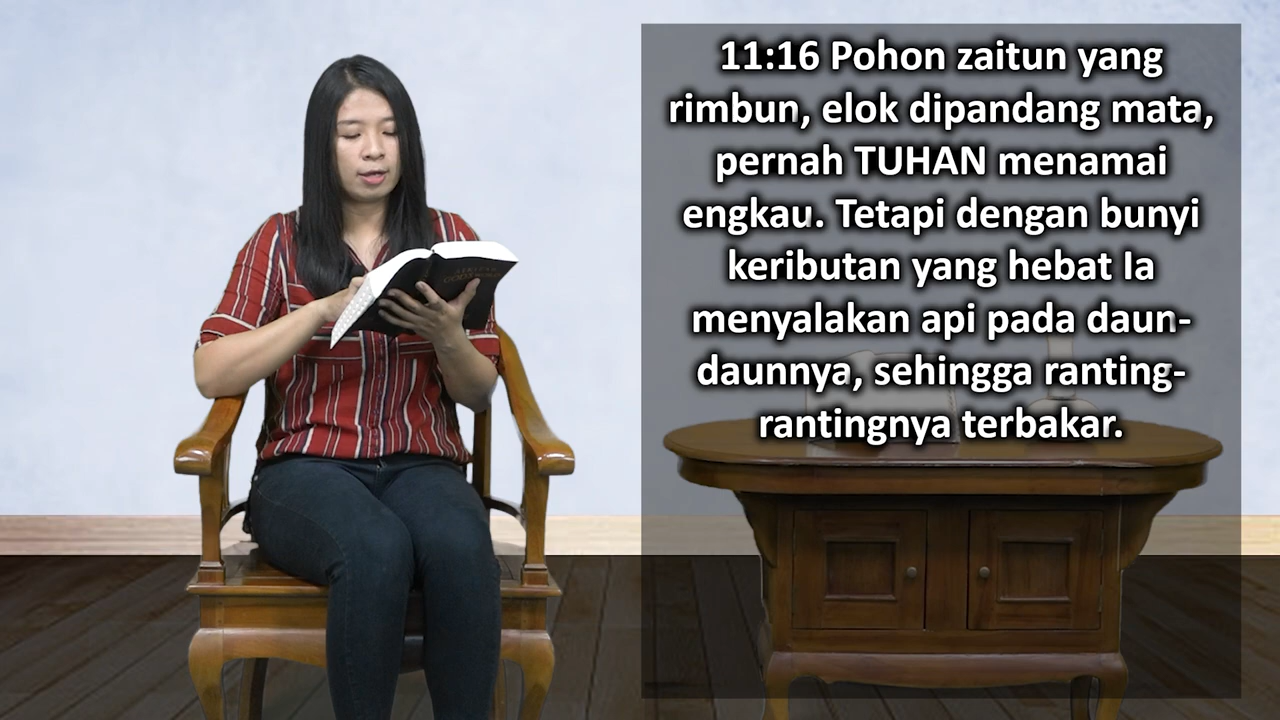 11:16 Pohon zaitun yang
rimbun, elok dipandang mata,
pernah TUHAN menamai
engkau. Tetapi dengan bunyi
keributan yang hebat Ia
menyalakan api pada daun-
daunnya, sehingga ranting-
rantingnya terbakar.